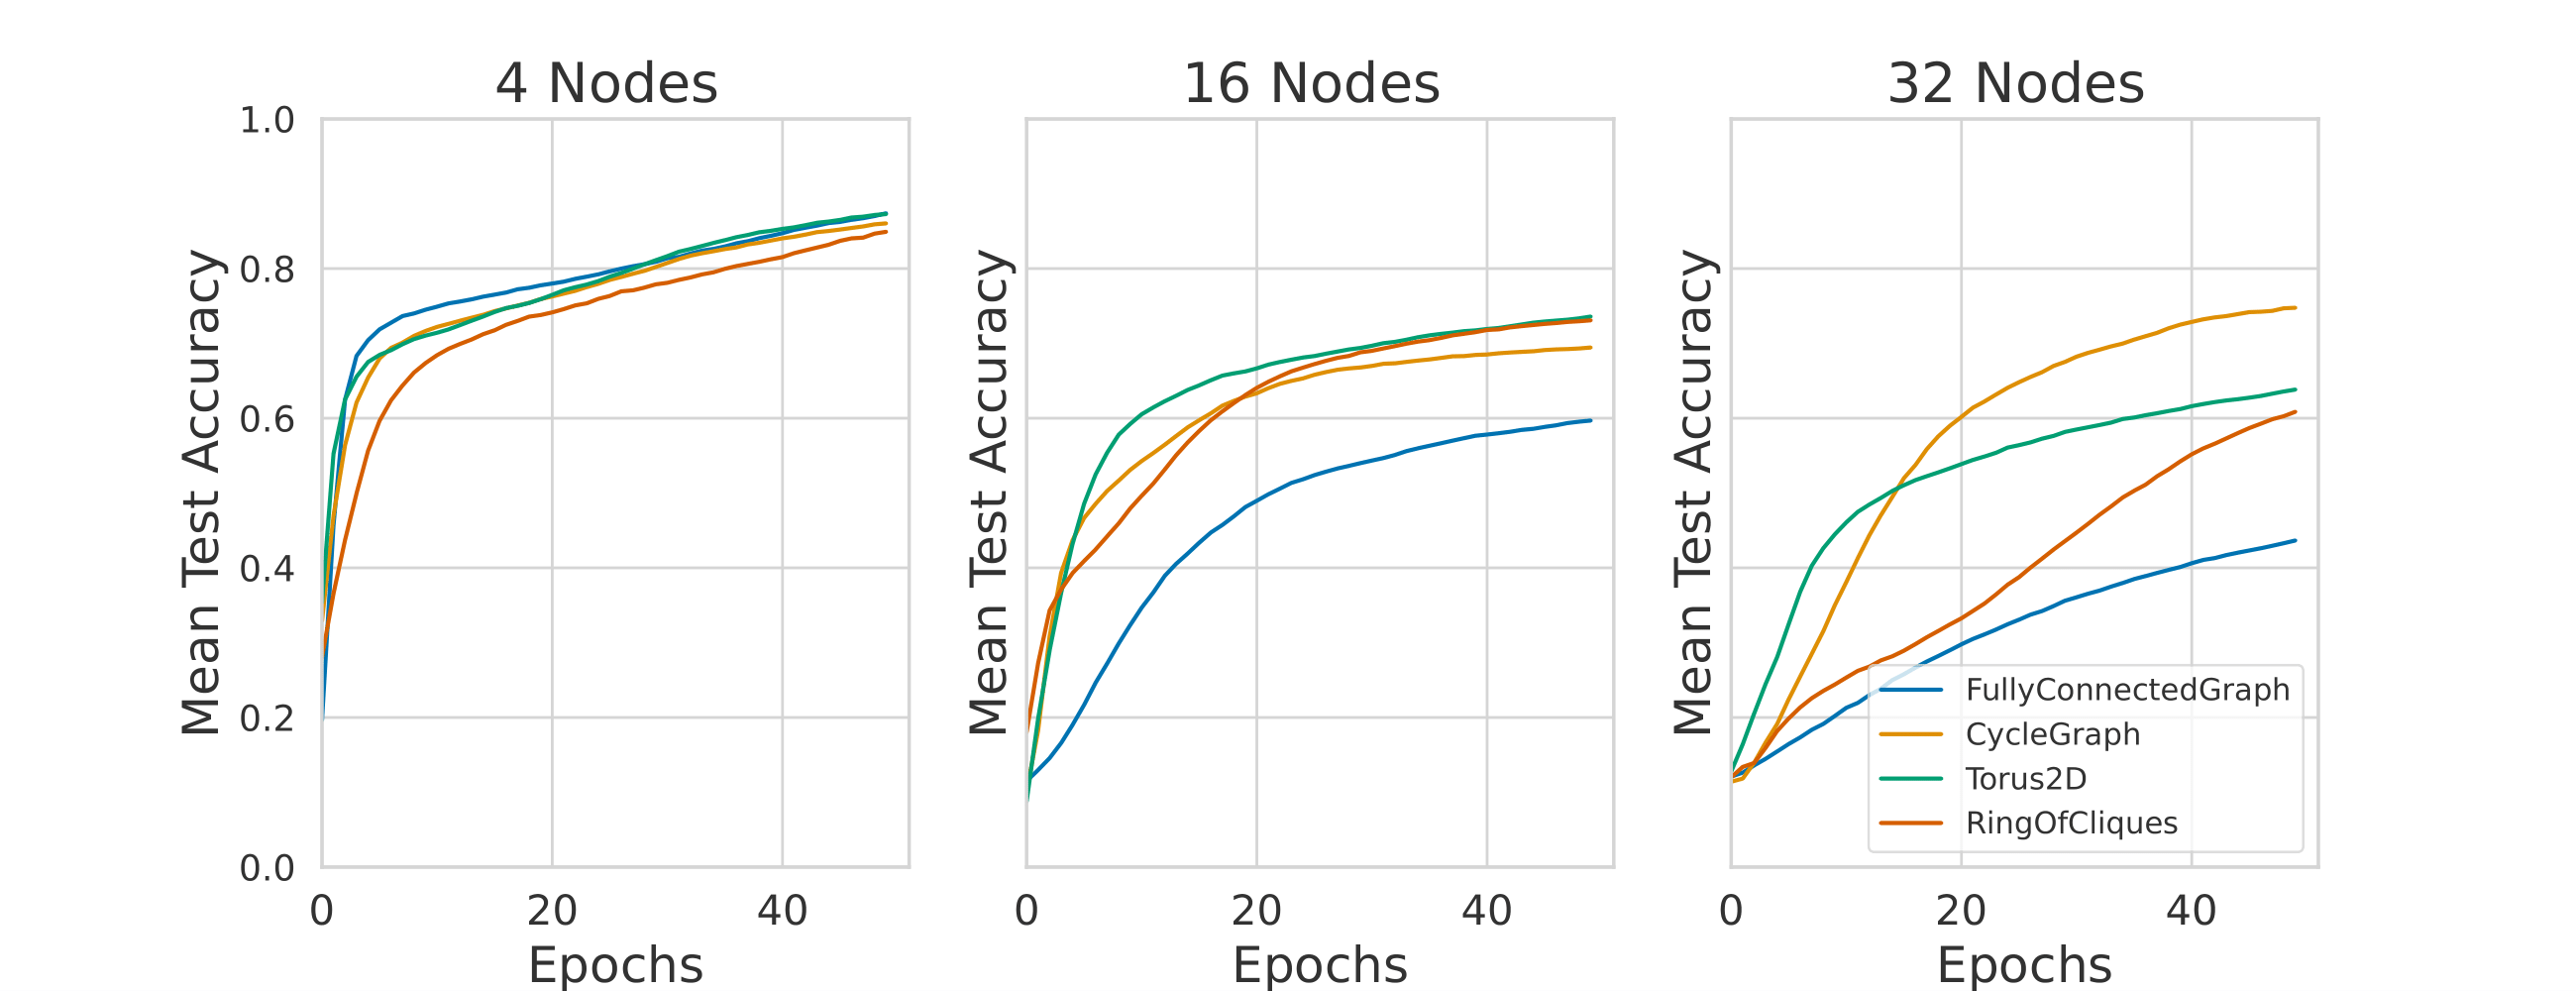 4 Nodes
16 Nodes
32 Nodes
Mean Test Accuracy
1.0
0.8
0.6
0.4
0.2
0.0
0
20
40
Epochs
Mean Test Accuracy
0
20
40
Epochs
Mean Test Accuracy
FullyConnectedGraph
CycleGraph
Torus2D
RingOfCliques
0
20
40
Epochs